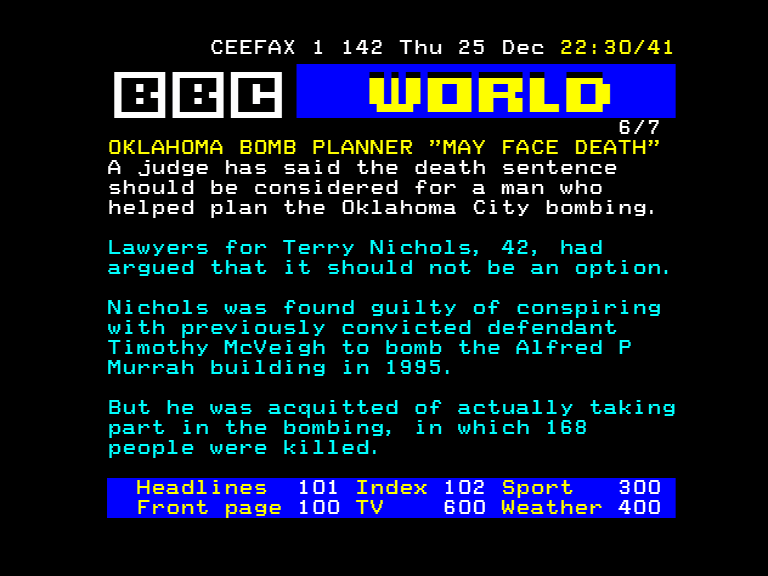 CEEFAX 1 142 Thu 25 Dec 22:30/41
BBC WORLD
6/7
OKLAHOMA BOMB PLANNER "MAY FACE DEATH"
A judge has said the death sentence
should be considered for a man who
helped plan the Oklahoma City bombing.
Lawyers for Terry Nichols, 42, had
argued that it should not be an option.
Nichols was found guilty of conspiring
with previously convicted defendant
Timothy McVeigh to bomb the Alfred P
Murrah building in 1995.
But he was acquitted of actually taking
part in the bombing, in which 168
people were killed.
Headlines 101 Index 102 Sport 300
Front page 100 TV 600 Weather 400